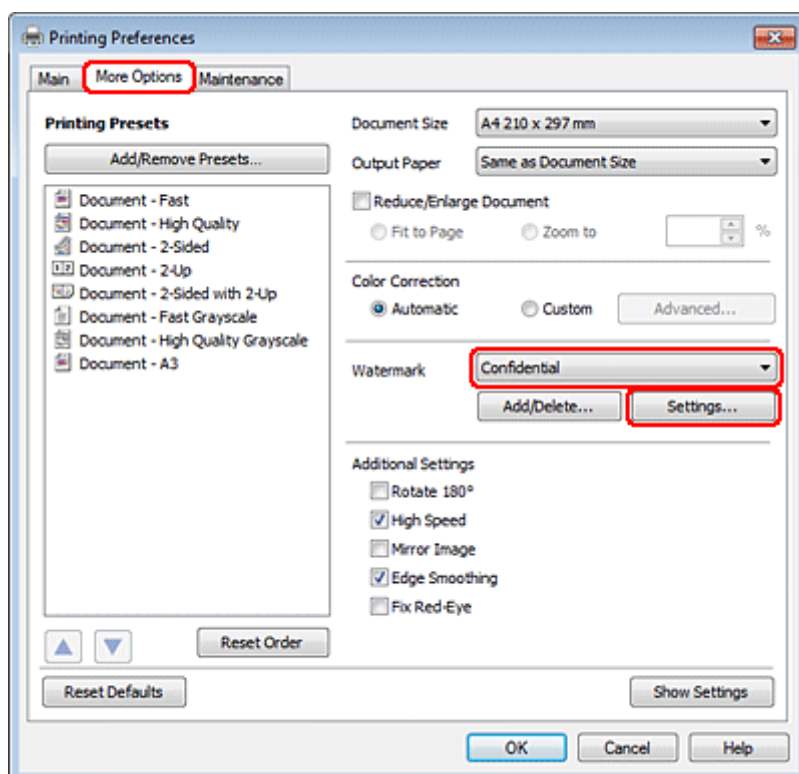 Printing Preferences
Main
More Options
Maintenance
Printing Presets
Add/Remove Presets...
Document - Fast
Document - High Quality
Document - 2-Sided
Document - 2-Up
Document - 2-Sided with 2-Up
Document - Fast Grayscale
Document - High Quality Grayscale
Document - A3
Reset Order
Document Size
A4 210 x 297 mm
Output Paper
Same as Document Size
Reduce/Enlarge Document
Fit to Page
Zoom to
%
Color Correction
Automatic
Custom
Advanced...
Watermark
Confidential
Add/Delete...
Settings...
Additional Settings
Rotate 180°
High Speed
Mirror Image
Edge Smoothing
Fix Red-Eye
Reset Defaults
Show Settings
OK
Cancel
Help